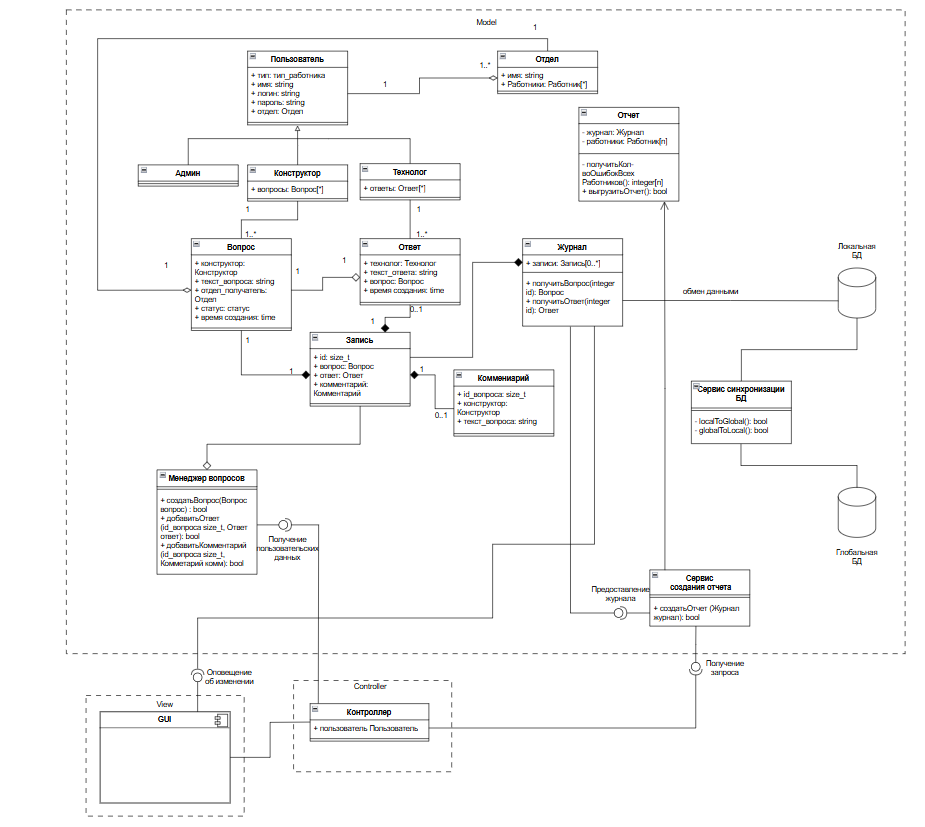 Model
1
Пользователь
+ тип: тип_работника
+ имя: string
+ логин: string
+ пароль: string
+ отдел: Отдел
1
1..*
Отдел
+ имя: string
+ Работники: Работник[*]
Отчет
- журнал: Журнал
- работники: Работник[n]
- получитьКол-
воОшибокВсех
Работников(): integer[n]
+ выгрузитьОтчет(): bool
Админ
Конструктор
+ вопросы: Вопрос[*]
Технолог
+ ответы: Ответ[*]
1
1..*
1
1..*
1
Вопрос
+ конструктор:
Конструктор
+ текст_вопроса: string
+ отдел_получатель:
Отдел
+ статус: статус
+ время создания: time
1
1
Ответ
+ технолог: Технолог
+ текст_ответа: string
+ вопрос: Вопрос
+ время создания: time
Журнал
+ записи: Запись[0..*]
+ получитьВопрос(integer
id): Вопрос
+ получитьОтвет(integer
id): Ответ
обмен данными
Локальная
БД
0..1
1
1
1
Запись
+ id: size_t
+ вопрос: Вопрос
+ ответ: Ответ
+ комментарий:
Комментарий
1
0..1
Коммениарий
+ id_вопроса: size_t
+ конструктор:
Конструктор
+ текст_вопроса: string
Сервис синхронизации
БД
- localToGlobal(): bool
- globalToLocal(): bool
Глобальная
БД
Менеджер вопросов
+ создатьВопрос(Вопрос
вопрос) : bool
+ добавитьОтвет
(id_вопроса size_t, Ответ
ответ): bool
+ добавитьКомментарий
(id_вопроса size_t,
Комметарий комм): bool
Получение
пользовательских
данных
Предоставление
журнала
Сервис
создания отчета
+ создатьОтчет (Журнал
журнал): bool
Оповещение
об изменении
Получение
запроса
View
GUI
Controller
Контроллер
+ пользователь Пользователь